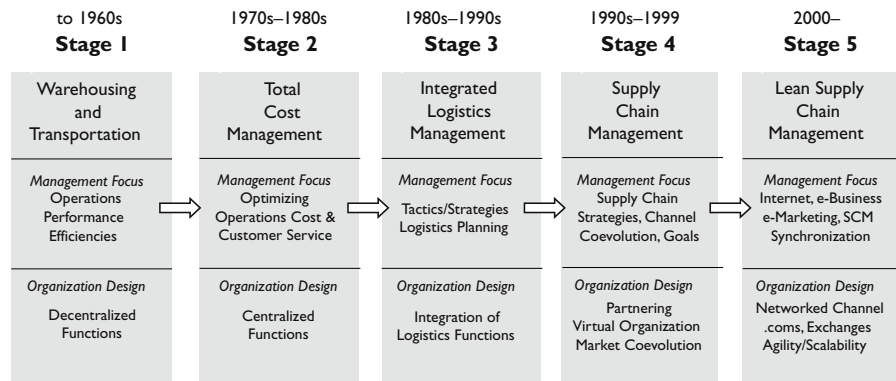 to 1960s
Stage 1
Warehousing
and
Transportation
Management Focus
Operations
Performance
Efficiencies
Organization Design
Decentralized
Functions
1970s–1980s
Stage 2
Total
Cost
Management
Management Focus
Optimizing
Operations Cost &
Customer Service
Organization Design
Centralized
Functions
1980s–1990s
Stage 3
Integrated
Logistics
Management
Management Focus
Tactics/Strategies
Logistics Planning
Organization Design
Integration of
Logistics Functions
1990s–1999
Stage 4
Supply
Chain
Management
Management Focus
Supply Chain
Strategies, Channel
Coevolution, Goals
Organization Design
Partnering
Virtual Organization
Market Coevolution
2000–
Stage 5
Lean Supply
Chain
Management
Management Focus
Internet, e-Business
e-Marketing, SCM
Synchronization
Organization Design
Networked Channel
.coms, Exchanges
Agility/Scalability